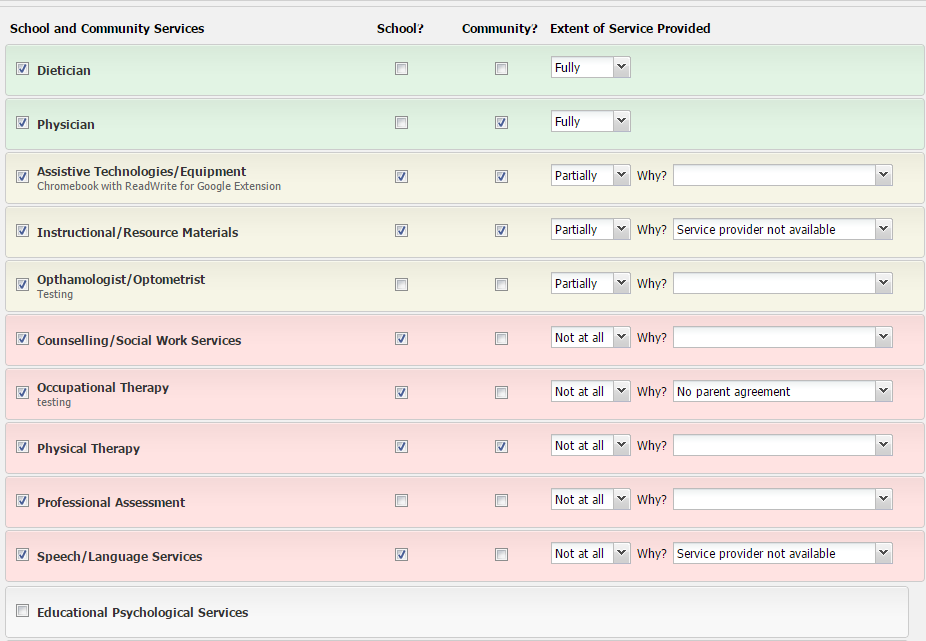 School and Community Services School? Community? Extent of Service Provided
Dietician Fully
Physician Fully
Assistive Technologies/Equipment
Chromebook with ReadWrite for Google Extension
Partially Why?
Instructional/Resource Materials Partially Why? Service provider not available
Opthamologist/Optometrist
Testing
Partially Why?
Counselling/Social Work Services Not at all Why?
Occupational Therapy
testing
Not at all Why? No parent agreement
Physical Therapy Not at all Why?
Professional Assessment Not at all Why?
Speech/Language Services Not at all Why? Service provider not available
Educational Psychological Services